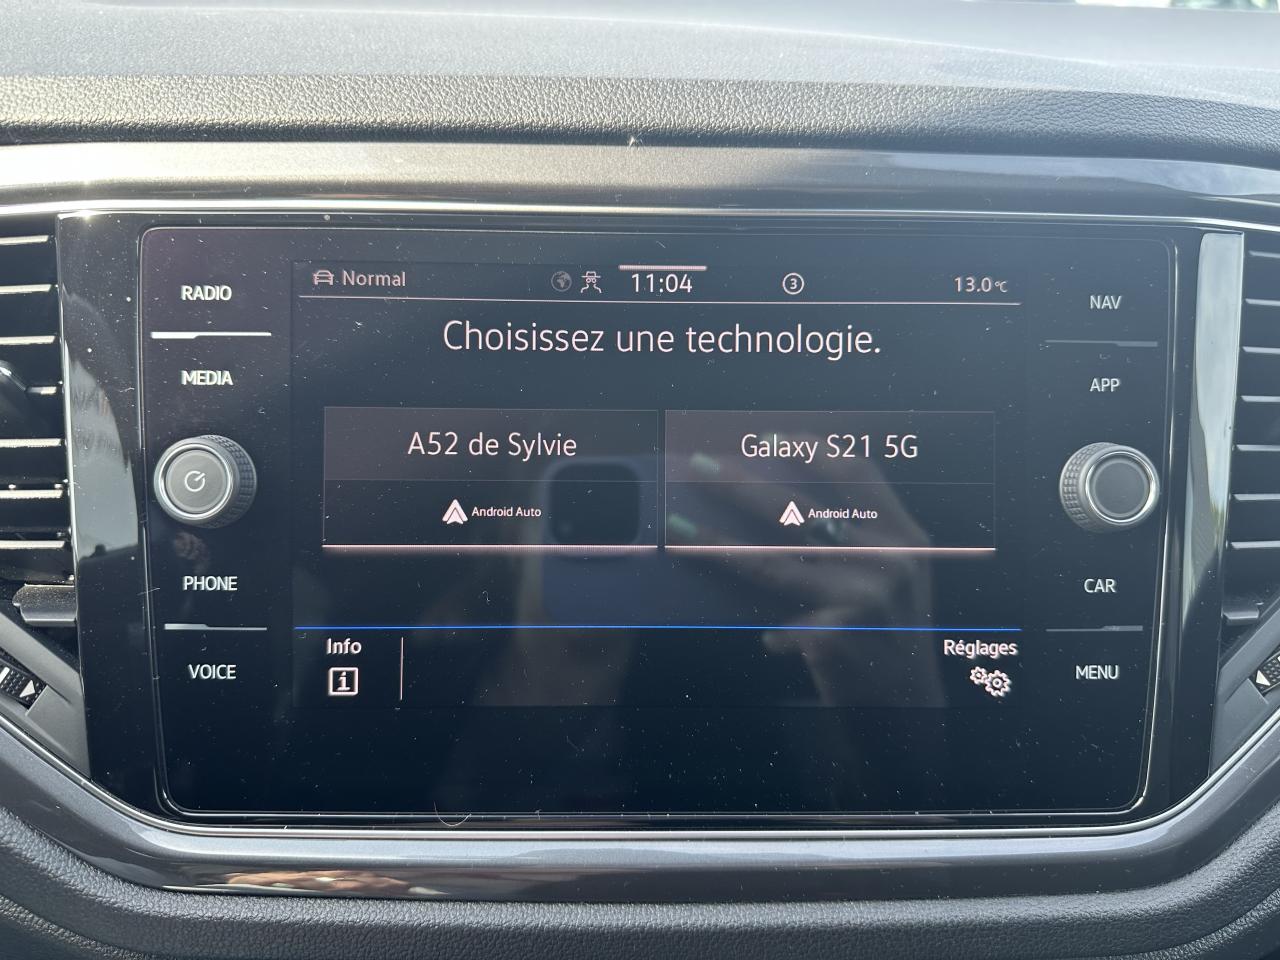 Normal
11:04
3
13.0°C
Choisissez une technologie.
RADIO
MEDIA
PHONE
VOICE
A52 de Sylvie
Android Auto
Galaxy S21 5G
Android Auto
Info
i
Réglages
NAV
APP
CAR
MENU